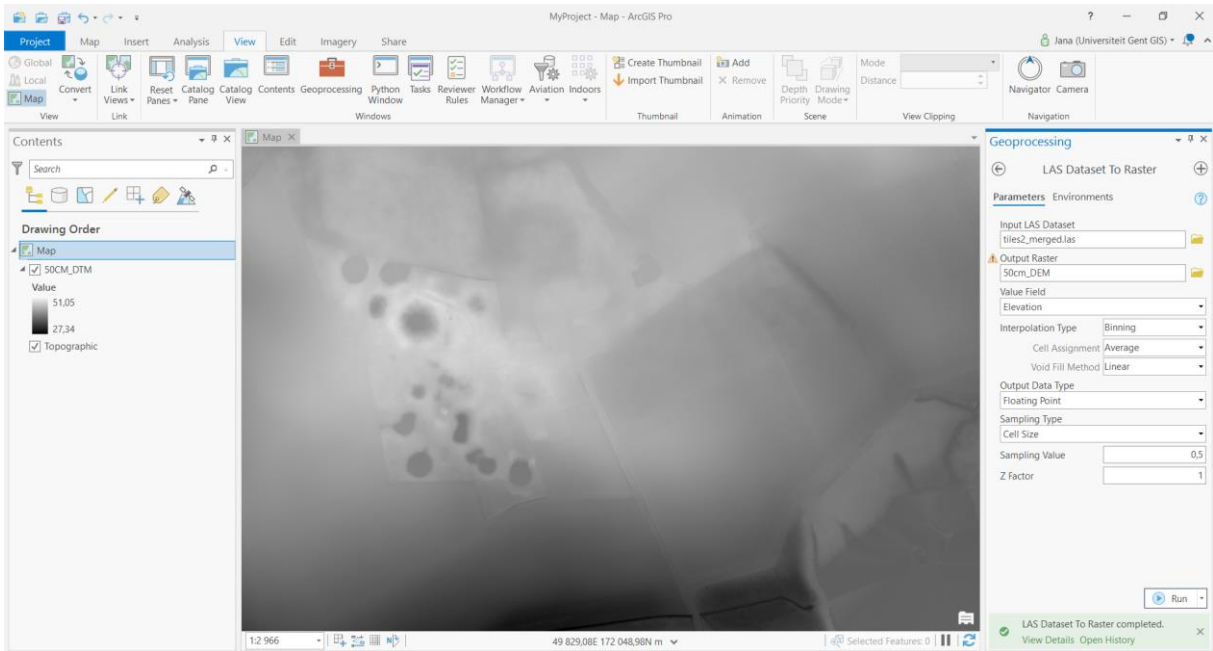 MyProject - Map - ArcGIS Pro
?
Project Map Insert Analysis View Edit Imagery Share
Jana (Universiteit Gent GIS)
Global
Local
Map
Convert
Link Views
Reset Panes
Catalog Pane
Catalog View
Contents
Geoprocessing
Python Window
Tasks
Reviewer Rules
Workflow Manager
Aviation
Indoors
Create Thumbnail
Import Thumbnail
Add
Remove
Depth Priority
Drawing Mode
Mode
Distance
Navigator
Camera
View Link Windows Thumbnail Animation Scene View Clipping Navigation
Contents
Search
Drawing Order
Map
50CM_DTM
Value
51,05
27,34
Topographic
Map
1:2 966
49 829,08E 172 048,98N m
Selected Features: 0
Geoprocessing
LAS Dataset To Raster
Parameters Environments
Input LAS Dataset
tiles2_merged.las
Output Raster
50cm_DEM
Value Field
Elevation
Interpolation Type Binning
Cell Assignment Average
Void Fill Method Linear
Output Data Type
Floating Point
Sampling Type
Cell Size
Sampling Value 0,5
Z Factor 1
Run
LAS Dataset To Raster completed.
View Details Open History